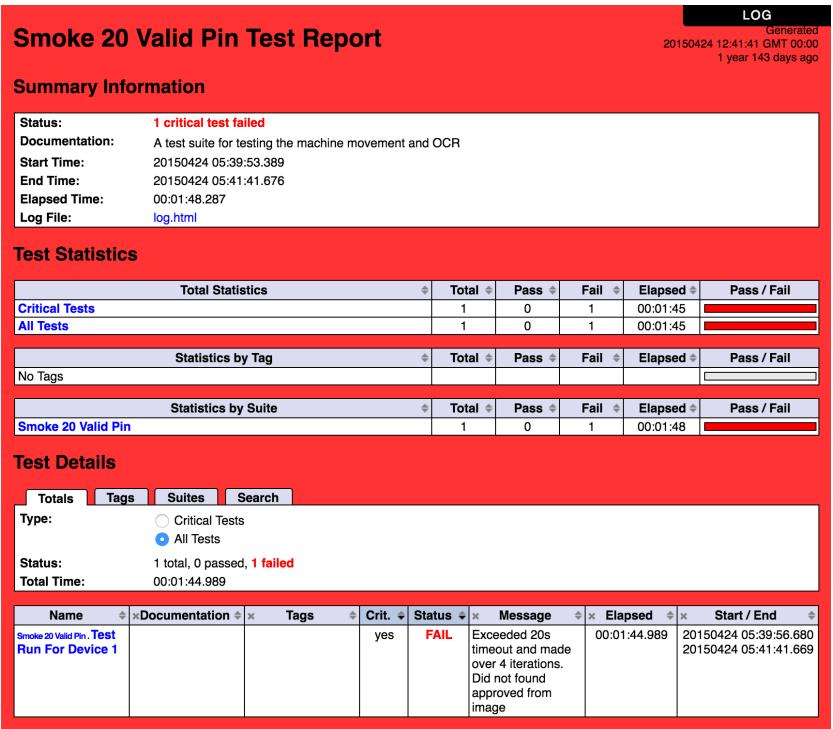 LOG
Smoke 20 Valid Pin Test Report
Generated
20150424 12:41:41 GMT 00:00
1 year 143 days ago
Summary Information
Status: 1 critical test failed
Documentation: A test suite for testing the machine movement and OCR
Start Time: 20150424 05:39:53.389
End Time: 20150424 05:41:41.676
Elapsed Time: 00:01:48.287
Log File: log.html
Test Statistics
Total Statistics Total Pass Fail Elapsed Pass / Fail
Critical Tests 1 0 1 00:01:45
All Tests 1 0 1 00:01:45
Statistics by Tag Total Pass Fail Elapsed Pass / Fail
No Tags
Statistics by Suite Total Pass Fail Elapsed Pass / Fail
Smoke 20 Valid Pin 1 0 1 00:01:48
Test Details
Totals Tags Suites Search
Type: Critical Tests
All Tests
Status: 1 total, 0 passed, 1 failed
Total Time: 00:01:44.989
Name × Documentation × Tags Crit. Status × Message × Elapsed × Start / End
Smoke 20 Valid Pin . Test yes FAIL Exceeded 20s 00:01:44.989 20150424 05:39:56.680
Run For Device 1 timeout and made 20150424 05:41:41.669
over 4 iterations.
Did not found
approved from
image